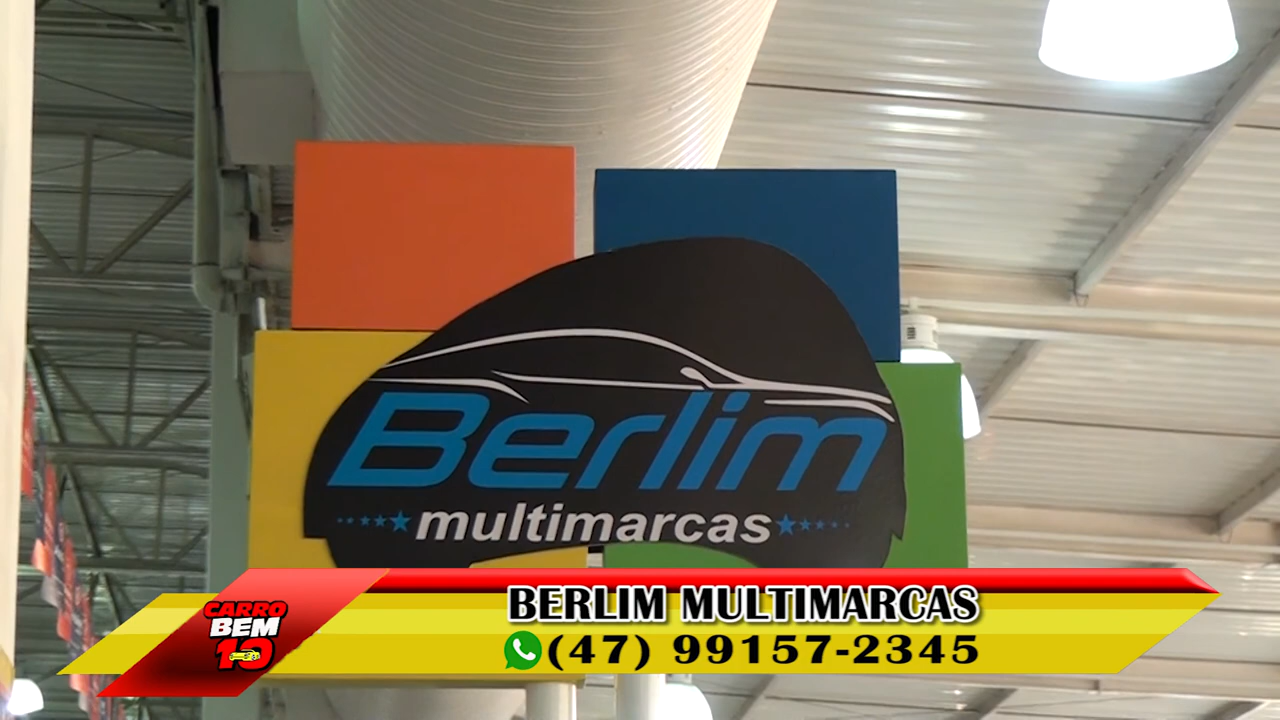 Berlim
multimarcas
CARRO
BEM
10
BERLIM MULTIMARCAS
(47) 99157-2345